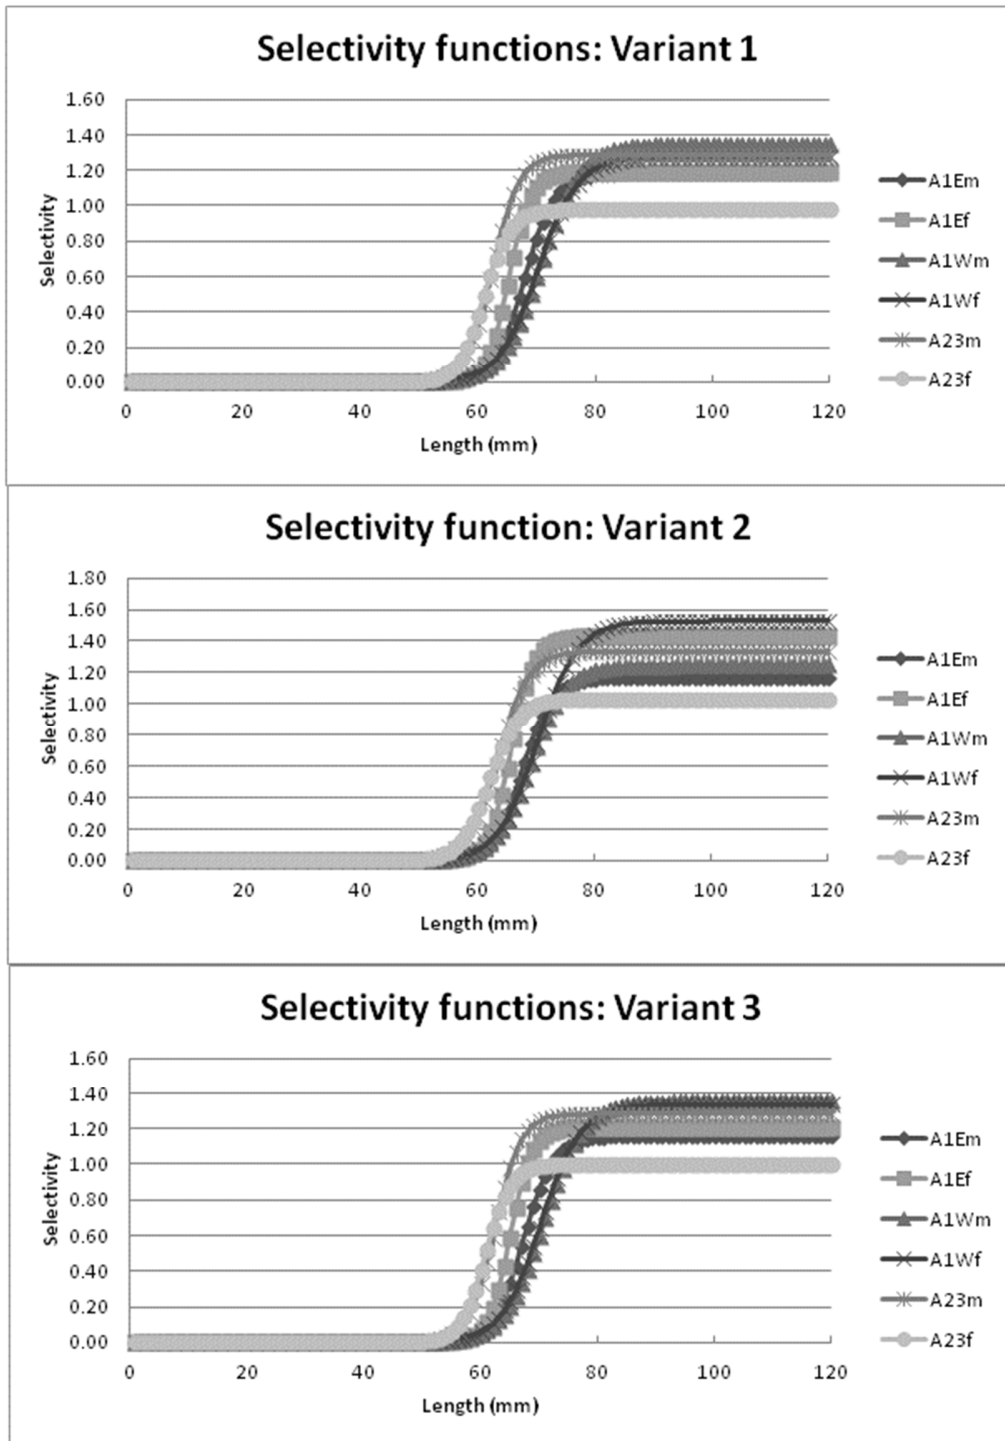 Selectivity functions: Variant 1
1.60
1.40
1.20
1.00
0.80
0.60
0.40
0.20
0.00
Selectivity
0 20 40 60 80 100 120
Length (mm)
A1Em
A1Ef
A1Wm
A1Wf
A23m
A23f
Selectivity function: Variant 2
1.80
1.60
1.40
1.20
1.00
0.80
0.60
0.40
0.20
0.00
Selectivity
0 20 40 60 80 100 120
Length (mm)
A1Em
A1Ef
A1Wm
A1Wf
A23m
A23f
Selectivity functions: Variant 3
1.60
1.40
1.20
1.00
0.80
0.60
0.40
0.20
0.00
Selectivity
0 20 40 60 80 100 120
Length (mm)
A1Em
A1Ef
A1Wm
A1Wf
A23m
A23f